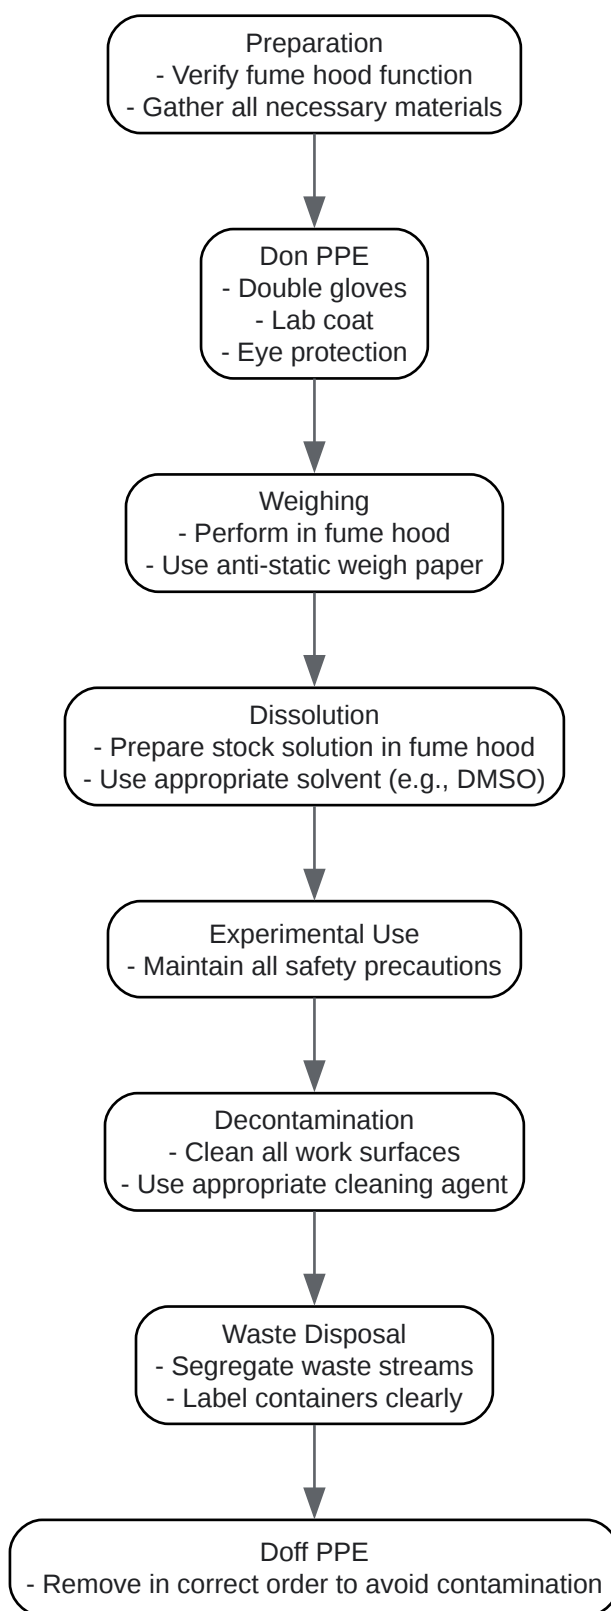 Preparation
- Verify fume hood function
- Gather all necessary materials
Don PPE
- Double gloves
- Lab coat
- Eye protection
Weighing
- Perform in fume hood
- Use anti-static weigh paper
Dissolution
- Prepare stock solution in fume hood
- Use appropriate solvent (e.g., DMSO)
Experimental Use
- Maintain all safety precautions
Decontamination
- Clean all work surfaces
- Use appropriate cleaning agent
Waste Disposal
- Segregate waste streams
- Label containers clearly
Doff PPE
- Remove in correct order to avoid contamination